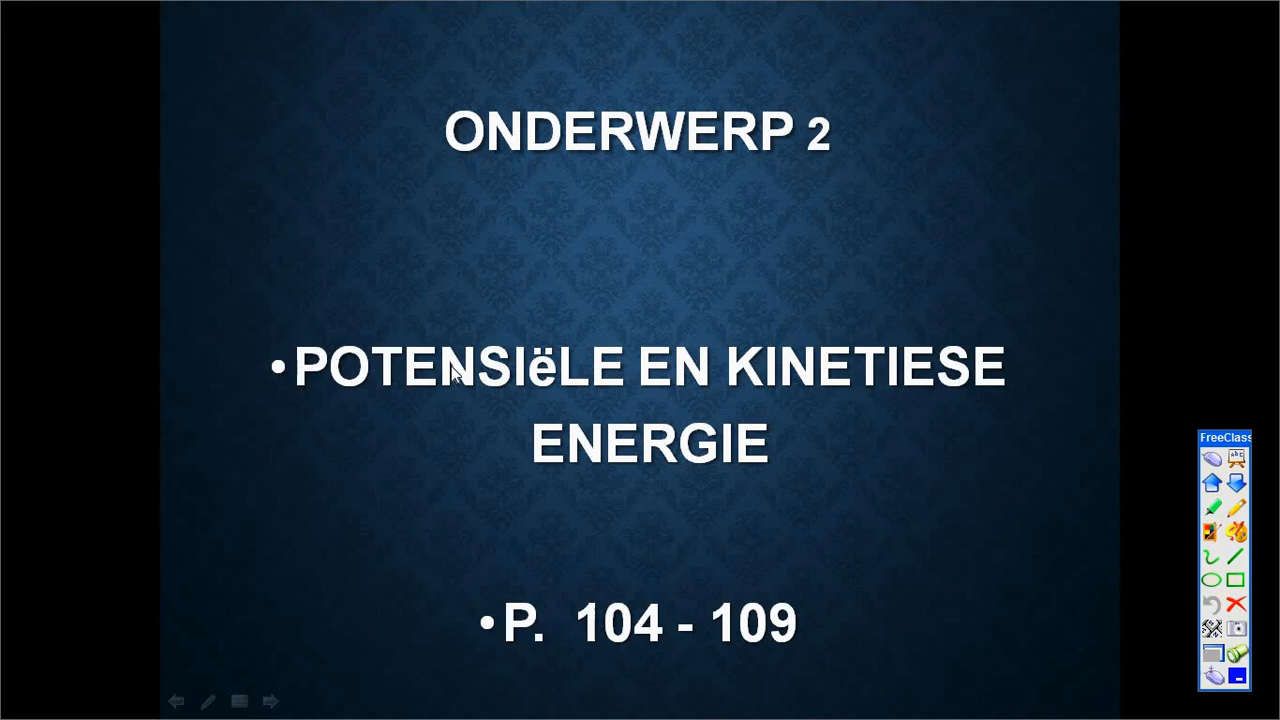 ONDERWERP 2
•POTENSIëLE EN KINETIESE
ENERGIE
•P. 104 - 109
FreeClass